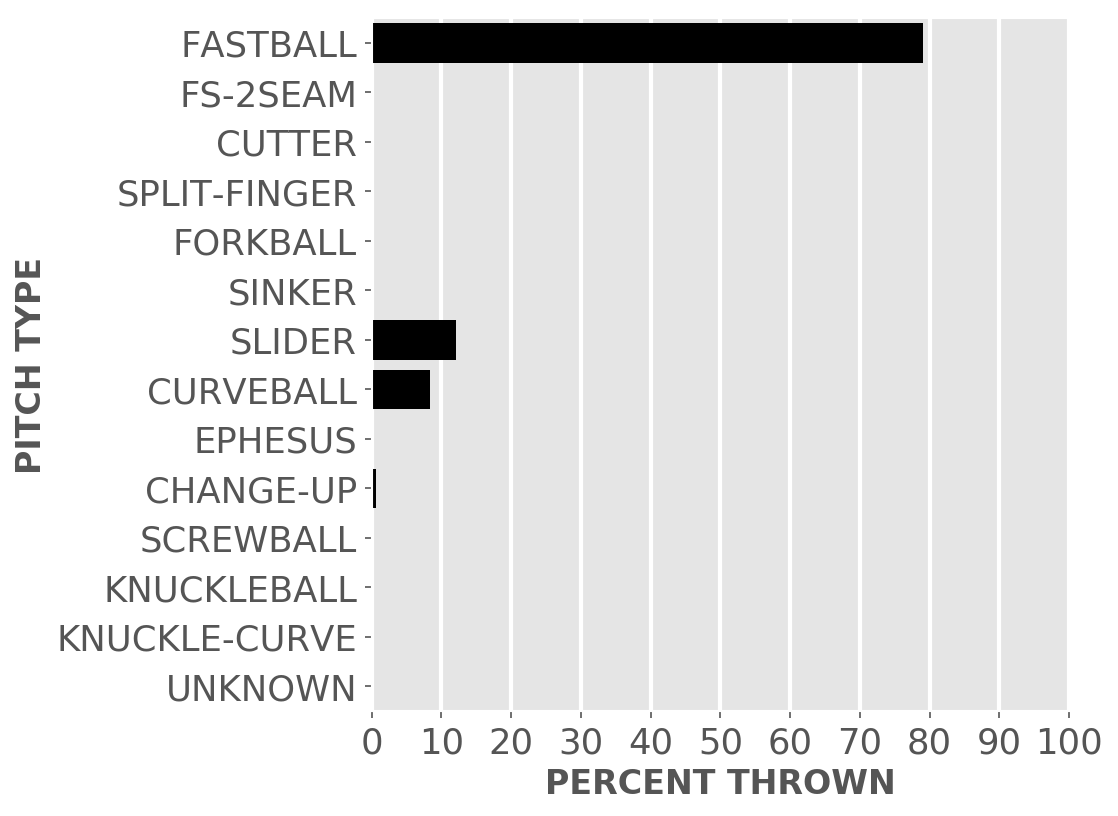 FASTBALL
FS-2SEAM
CUTTER
SPLIT-FINGER
FORKBALL
SINKER
SLIDER
CURVEBALL
EPHESUS
CHANGE-UP
SCREWBALL
KNUCKLEBALL
KNUCKLE-CURVE
UNKNOWN
PITCH TYPE
0 10 20 30 40 50 60 70 80 90 100
PERCENT THROWN